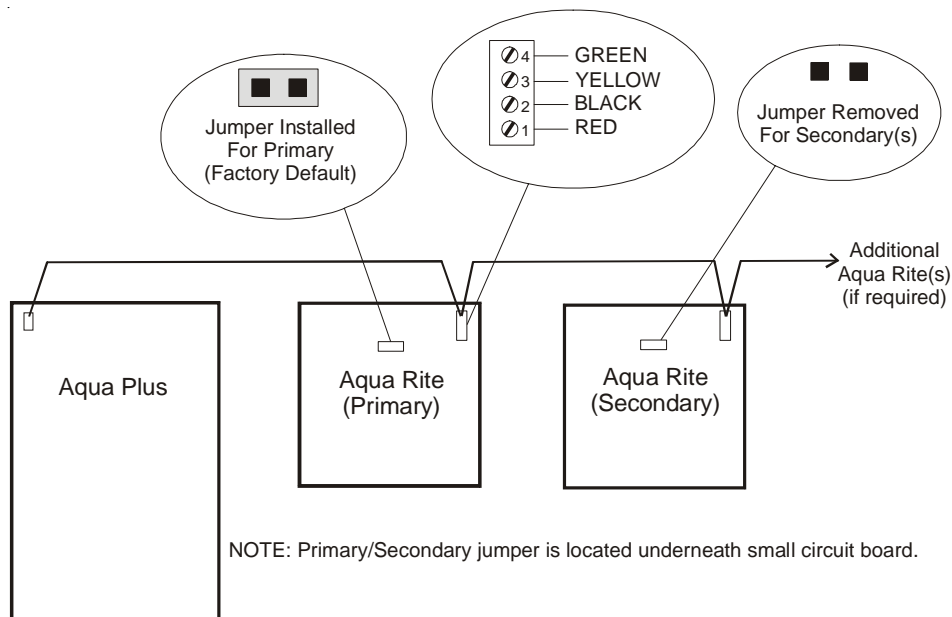 4 GREEN
3 YELLOW
2 BLACK
1 RED
Jumper Installed
For Primary
(Factory Default)
Jumper Removed
For Secondary(s)
Additional
Aqua Rite(s)
(if required)
Aqua Plus
Aqua Rite
(Primary)
Aqua Rite
(Secondary)
NOTE: Primary/Secondary jumper is located underneath small circuit board.